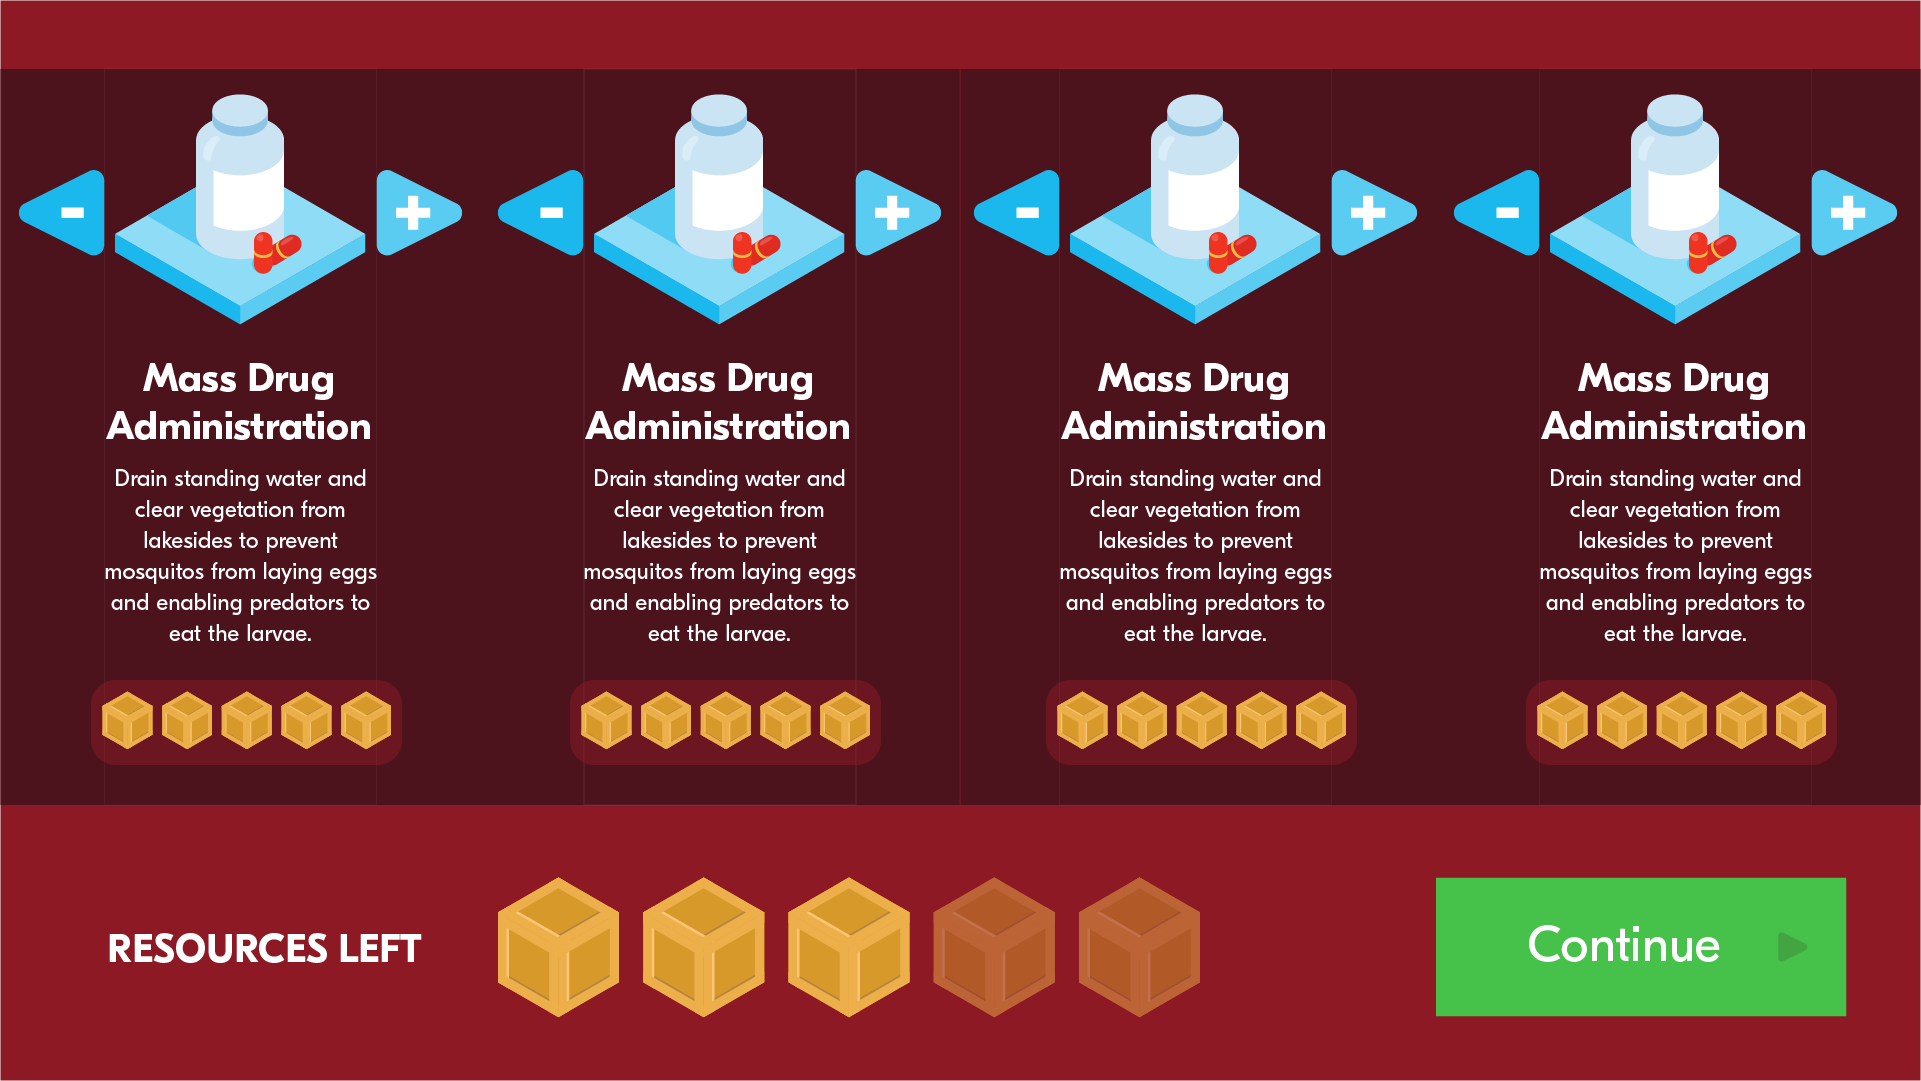 Mass Drug
Administration
Drain standing water and
clear vegetation from
lakesides to prevent
mosquitos from laying eggs
and enabling predators to
eat the larvae.
Mass Drug
Administration
Drain standing water and
clear vegetation from
lakesides to prevent
mosquitos from laying eggs
and enabling predators to
eat the larvae.
Mass Drug
Administration
Drain standing water and
clear vegetation from
lakesides to prevent
mosquitos from laying eggs
and enabling predators to
eat the larvae.
Mass Drug
Administration
Drain standing water and
clear vegetation from
lakesides to prevent
mosquitos from laying eggs
and enabling predators to
eat the larvae.
RESOURCES LEFT
Continue